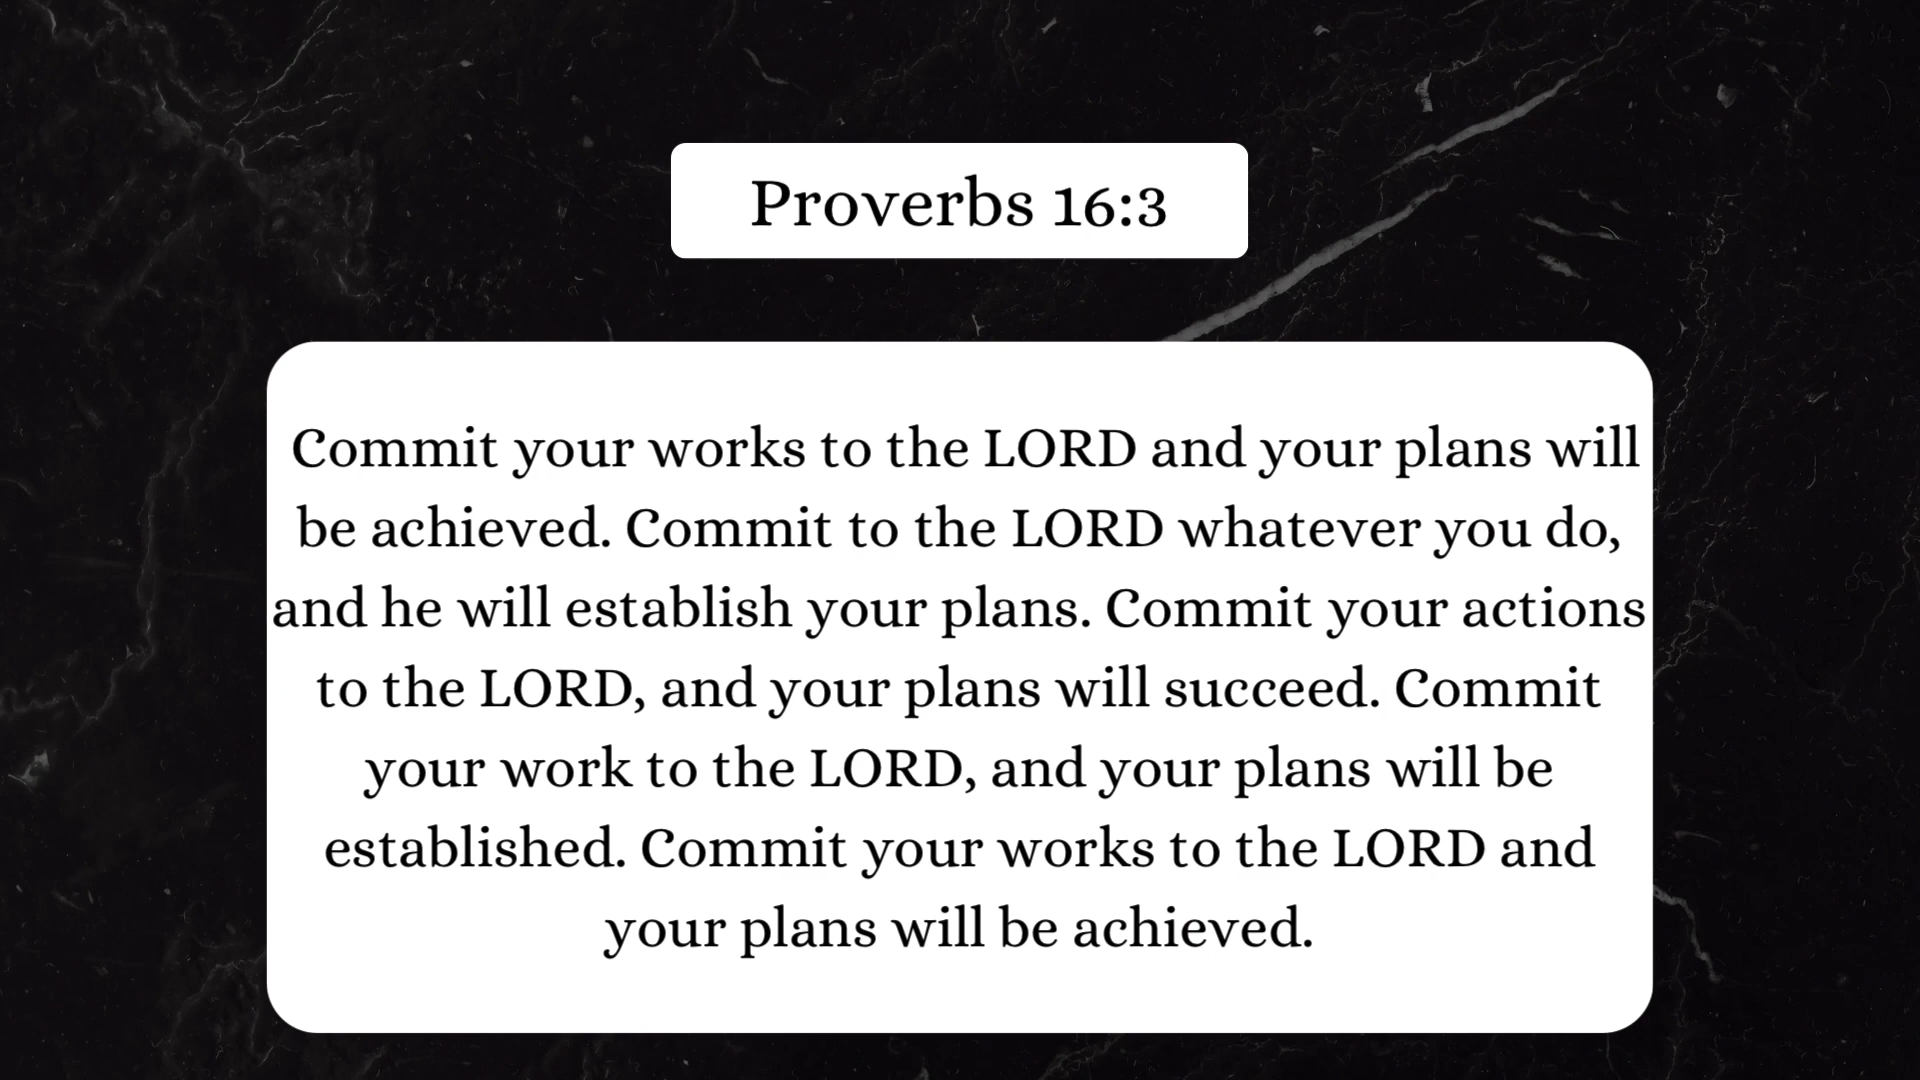 Proverbs 16:3
Commit your works to the LORD and your plans will
be achieved. Commit to the LORD whatever you do,
and he will establish your plans. Commit your actions
to the LORD, and your plans will succeed. Commit
your work to the LORD, and your plans will be
established. Commit your works to the LORD and
your plans will be achieved.